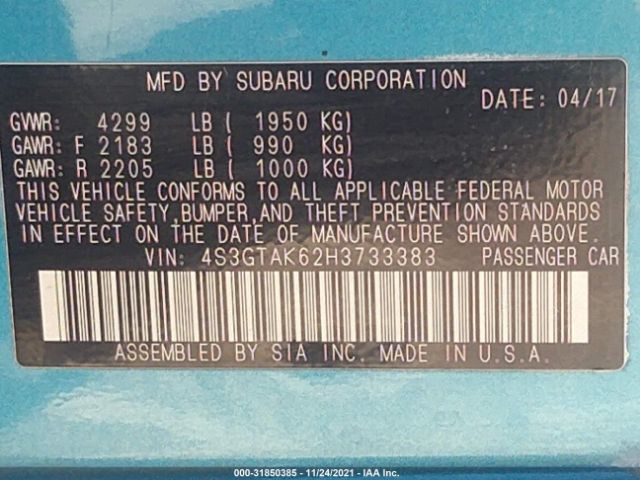 MFD BY SUBARU CORPORATION
DATE: 04/17
GVWR: 4299 LB ( 1950 KG)
GAWR: F 2183 LB ( 990 KG)
GAWR: R 2205 LB ( 1000 KG)
THIS VEHICLE CONFORMS TO ALL APPLICABLE FEDERAL MOTOR
VEHICLE SAFETY, BUMPER, AND THEFT PREVENTION STANDARDS
IN EFFECT ON THE DATE OF MANUFACTURE SHOWN ABOVE.
VIN: 4S3GTAK62H3733383 PASSENGER CAR
ASSEMBLED BY SIA INC. MADE IN U.S.A.
000-31850385 - 11/24/2021 - IAA Inc.